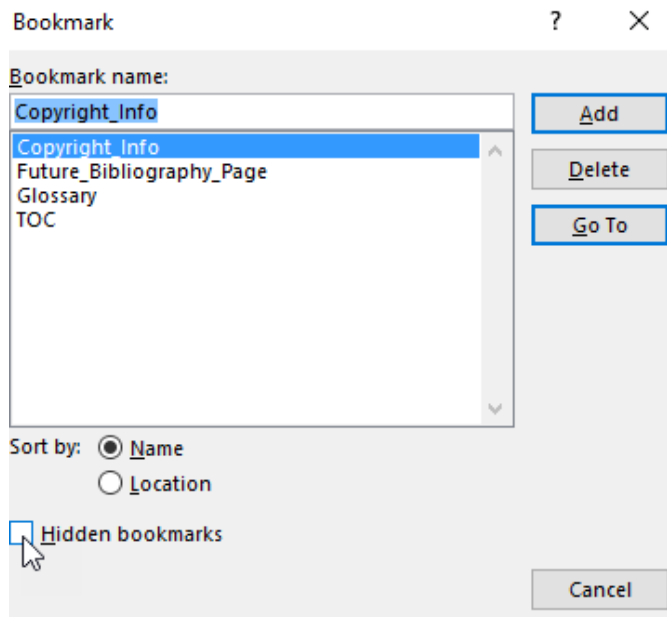 Bookmark ?
Bookmark name:
Copyright_Info
Add
Copyright_Info
Future_Bibliography_Page
Glossary
TOC
Delete
Go To
Sort by: Name
Location
Hidden bookmarks
Cancel